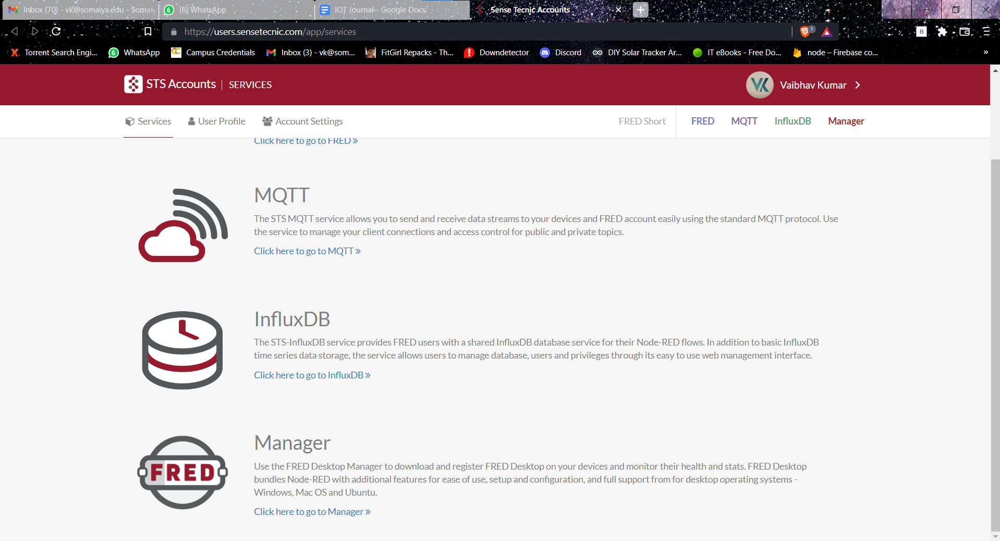 Inbox (70) - vk@somaiya.edu - Somai
(6) WhatsApp
IOT Journal-- Google Docs
Sense Tecnic Accounts
https://users.sensetecnic.com/app/services
1
B
Torrent Search Engi...
6
WhatsApp
Campus Credentials
Inbox (3) - vk@som...
FitGirl Repacks - Th...
Downdetector
Discord
DIY Solar Tracker Ar...
IT eBooks - Free Do...
node – Firebase co...
»
STS Accounts | SERVICES
VK
Vaibhav Kumar
Services
User Profile
Account Settings
FRED Short
FRED
MQTT
InfluxDB
Manager
Click here to go to FRED »
MQTT
The STS MQTT service allows you to send and receive data streams to your devices and FRED account easily using the standard MQTT protocol. Use
the service to manage your client connections and access control for public and private topics.
Click here to go to MQTT »
InfluxDB
The STS-InfluxDB service provides FRED users with a shared InfluxDB database service for their Node-RED flows. In addition to basic InfluxDB
time series data storage, the service allows users to manage database, users and privileges through its easy to use web management interface.
Click here to go to InfluxDB »
FRED
Manager
Use the FRED Desktop Manager to download and register FRED Desktop on your devices and monitor their health and stats. FRED Desktop
bundles Node-RED with additional features for ease of use, setup and configuration, and full support from for desktop operating systems -
Windows, Mac OS and Ubuntu.
Click here to go to Manager »